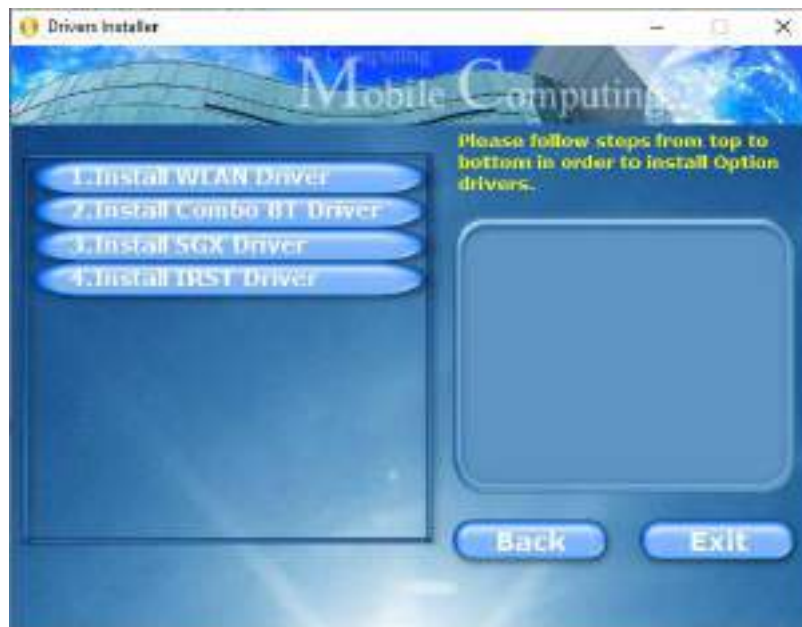 Drivers Installer
Mobile Computing
Please follow steps from top to
bottom in order to install Option
drivers.
1.Install WLAN Driver
2.Install Combo BT Driver
3.Install SGX Driver
4.Install IRST Driver
Back
Exit